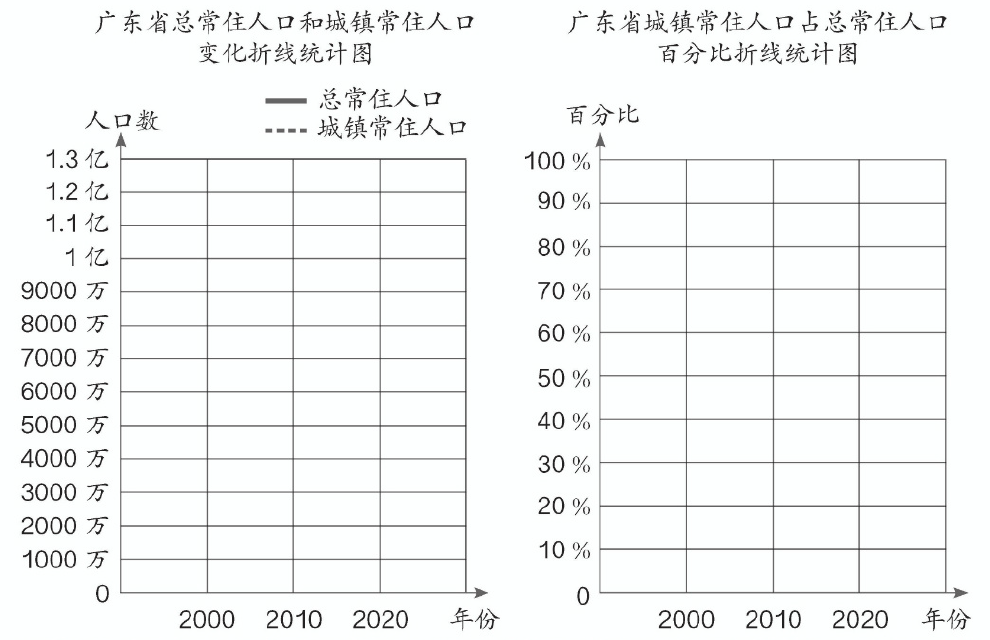 广东省总常住人口和城镇常住人口
变化折线统计图
总常住人口
城镇常住人口
人口数
1.3 亿
1.2 亿
1.1 亿
1 亿
9000 万
8000 万
7000 万
6000 万
5000 万
4000 万
3000 万
2000 万
1000 万
0
2000 2010 2020 年份
广东省城镇常住人口占总常住人口
百分比折线统计图
百分比
100 %
90 %
80 %
70 %
60 %
50 %
40 %
30 %
20 %
10 %
0
2000 2010 2020 年份